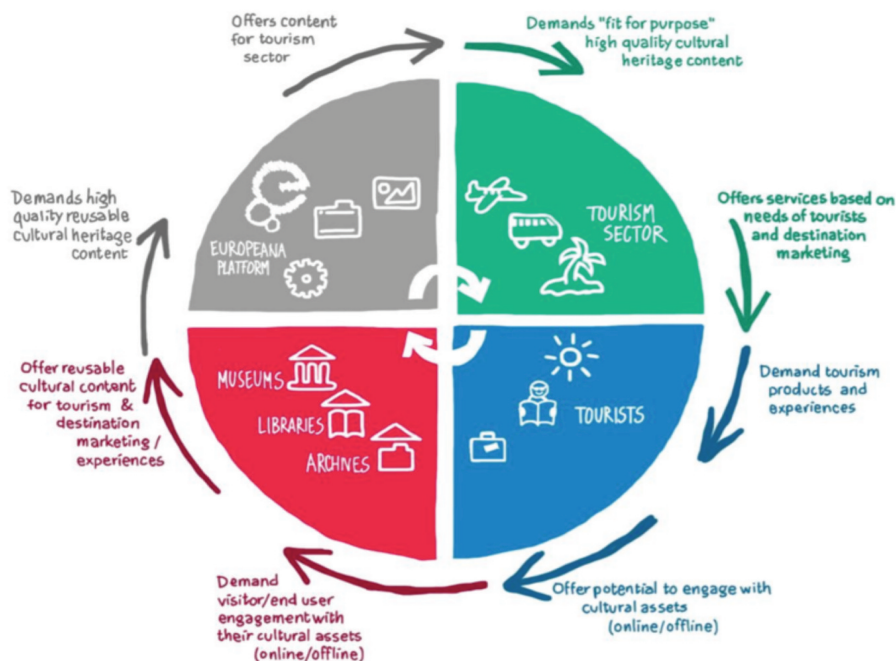 Offers content
for tourism
sector
Demands "fit for purpose"
high quality cultural
heritage content
Demands high
quality reusable
cultural heritage
content
EUROPEANA
PLATFORM
TOURISM
SECTOR
Offers services based on
needs of tourists
and destination
marketing
Offer reusable
cultural content
for tourism &
destination
marketing /
experiences
MUSEUMS
LIBRARIES
ARCHIVES
TOURISTS
Demand tourism
products and
experiences
Demand
visitor/end user
engagement with
their cultural assets
(online/offline)
Offer potential to engage with
cultural assets
(online/offline)